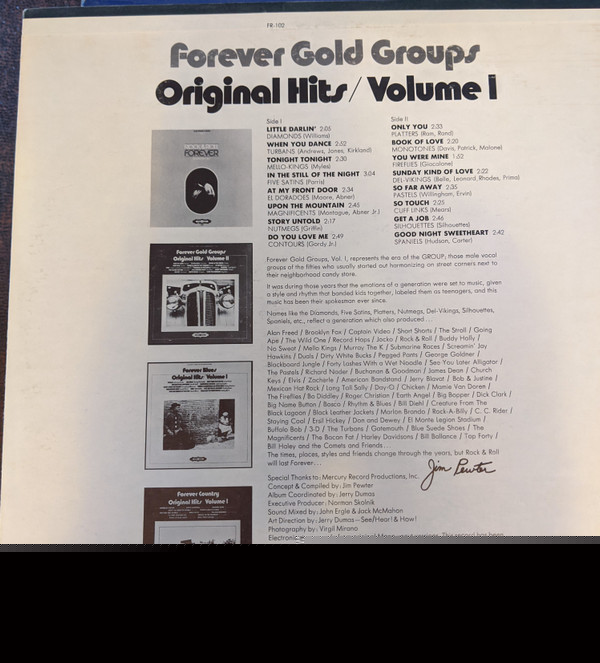 FR-100
Forever Gold Groups
Original Hits/Volume I
Side I
LITTLE DARLIN' 2:05
DIAMONDS (Williams)
WHEN YOU DANCE 2:52
TURBANS (Andrews, Jones, Kirkland)
TONIGHT TONIGHT 2:30
MELLO-KINGS (Myles)
IN THE STILL OF THE NIGHT 3:04
FIVE SATINS (Parris)
AT MY FRONT DOOR 2:34
EL DORADOES (Moore, Abner)
UPON THE MOUNTAIN 2:45
MAGNIFICENTS (Montague, Abner Jr.)
STORY UNTOLD 2:17
NUTMEGS (Griffin)
DO YOU LOVE ME 2:49
CONTOURS (Gordy Jr.)
Side II
ONLY YOU 2:35
PLATTERS (Ram, Rand)
BOOK OF LOVE 2:20
MONOTONES (Davis, Patrick, Malone)
YOU WERE MINE 1:52
FIREFLIES (Giacalone)
SUNDAY KIND OF LOVE 2:22
DEL-VIKINGS (Belle, Leonard, Rhodes, Prima)
SO FAR AWAY 2:35
PASTELS (Willingham, Ervin)
SO TOUCH 2:25
CUFF LINKS (Mears)
GET A JOB 2:46
SILHOUETTES (Silhouettes)
GOOD NIGHT SWEETHEART 2:42
SPANIELS (Hudson, Carter)
FOREVER
Forever Gold Groups
Original Hits Volume II
Forever Blues
Original Hits Volume I
Forever Country
Original Hits Volume I
Forever Gold Groups, Vol. I, represents the era of the GROUP; those male vocal
groups of the fifties who usually started out harmonizing on street corners next to
their neighborhood candy store.
It was during those years that the emotions of a generation were set to music, given
a style and rhythm that banded kids together, labeled them as teenagers, and this
music has been their spokesman ever since.
Names like the Diamonds, Five Satins, Platters, Nutmegs, Del-Vikings, Silhouettes,
Spaniels, etc., reflect a generation which also produced...
Alan Freed / Brooklyn Fox / Captain Video / Short Shorts / The Stroll / Going
Ape / The Wild One / Record Hops / Jocko / Rock & Roll / Buddy Holly /
No Sweat / Mello Kings / Murray The K / Submarine Races / Screamin' Jay
Hawkins / Duals / Dirty White Bucks / Pegged Pants / George Goldner /
Blackboard Jungle / Forty Lashes With a Wet Noodle / See You Later Alligator /
The Pastels / Richard Nader / Buchanan & Goodman / James Dean / Church
Keys / Elvis / Zacherle / American Bandstand / Jerry Blavat / Bob & Justine /
Mexican Hat Rock / Long Tall Sally / Day-O / Chicken / Mamie Van Doren /
The Fireflies / Bo Diddley / Roger Christian / Earth Angel / Big Bopper / Dick Clark /
Big Name Button / Bosco / Rhythm & Blues / Bill Diehl / Creature From The
Black Lagoon / Black Leather Jackets / Marlon Brando / Rock-A-Billy / C. C. Rider /
Staying Cool / Ersil Hickey / Don and Dewey / El Monte Legion Stadium /
Buffalo Bob / 3-D / The Turbans / Gatemouth / Blue Suede Shoes / The
Magnificents / The Bacon Fat / Harley Davidsons / Bill Ballance / Top Forty /
Bill Haley and the Comets and Friends...
The times, places, styles and friends change through the years, but Rock & Roll
will last Forever...
Jim Pewter
Special Thanks to: Mercury Record Productions, Inc.
Concept & Compiled by: Jim Pewter
Album Coordinated by: Jerry Dumas
Executive Producer: Norman Skolnik
Sound Mixed by: John Ergle & Jack McMahon
Art Direction by: Jerry Dumas—See/Hear! & How!
Photography by: Virgil Mirano
This record has been